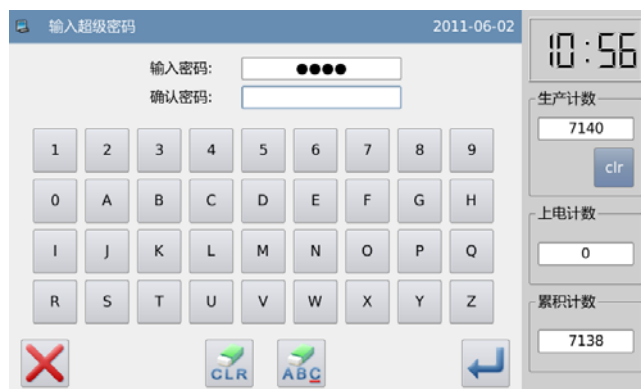 输入超级密码 2011-06-02
10:56
输入密码: ●●●●
确认密码:
1 2 3 4 5 6 7 8 9
0 A B C D E F G H
I J K L M N O P Q
R S T U V W X Y Z
CLR ABC
生产计数
7140
clr
上电计数
0
累积计数
7138